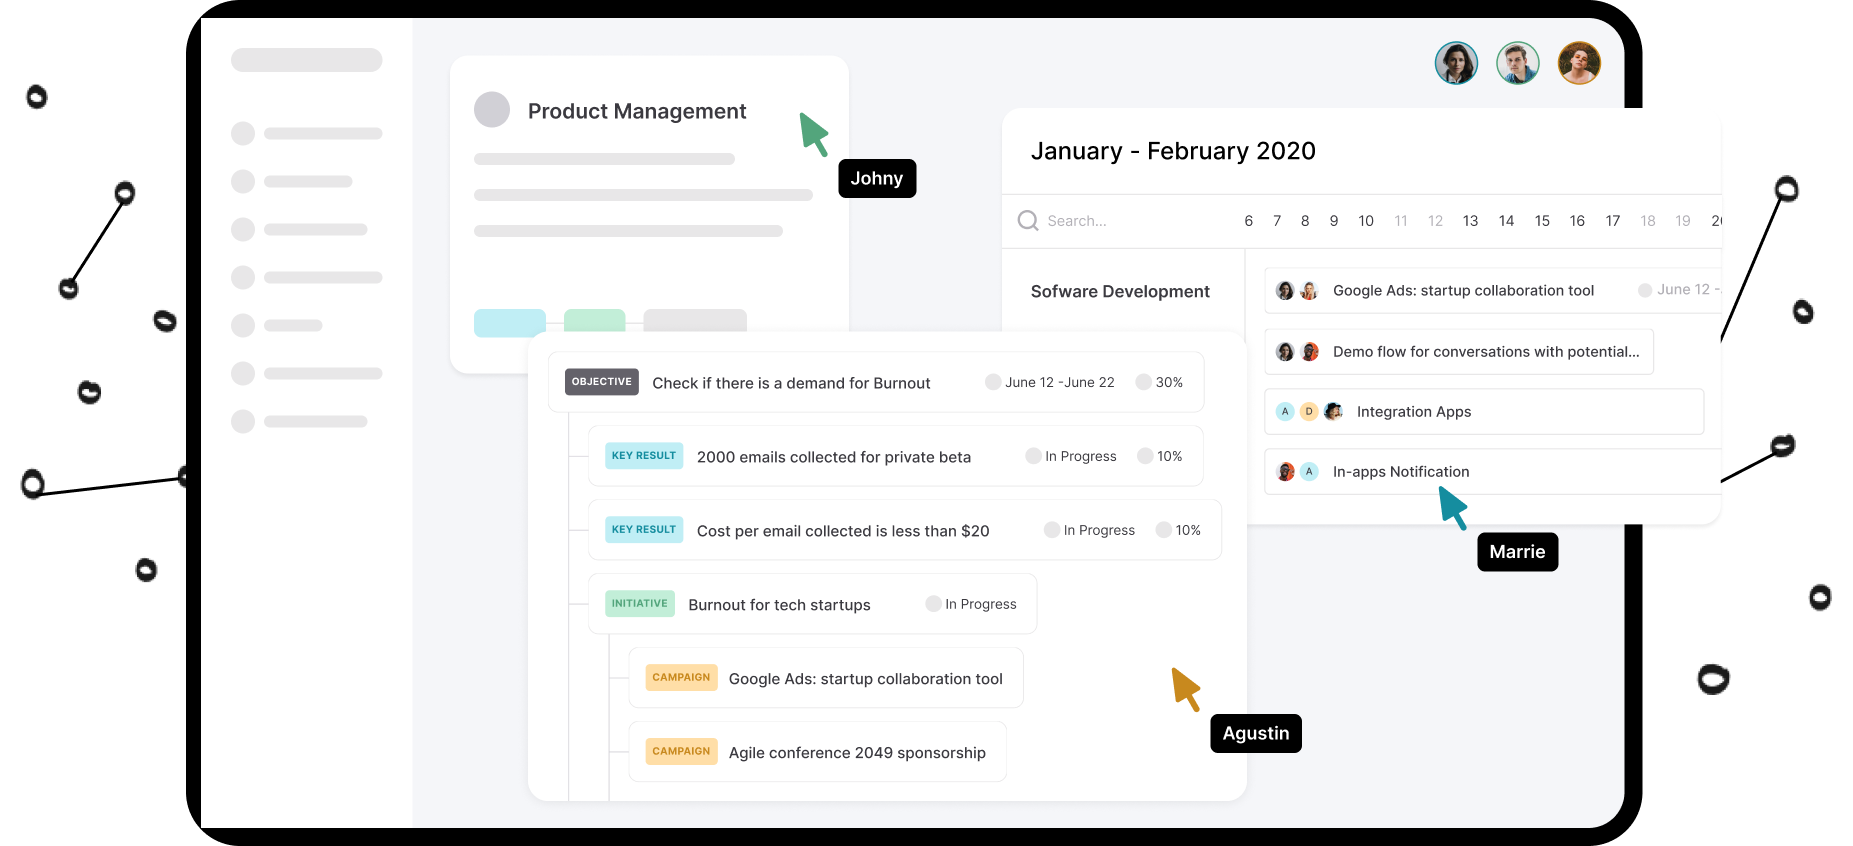 Product Management
Johny
January - February 2020
Search...
6 7 8 9 10 11 12 13 14 15 16 17 18 19
Sofware Development
Google Ads: startup collaboration tool
June 12 -
Demo flow for conversations with potential...
A D Integration Apps
A In-apps Notification
Marrie
OBJECTIVE Check if there is a demand for Burnout June 12 -June 22 30%
KEY RESULT 2000 emails collected for private beta In Progress 10%
KEY RESULT Cost per email collected is less than $20 In Progress 10%
INITIATIVE Burnout for tech startups In Progress
CAMPAIGN Google Ads: startup collaboration tool
CAMPAIGN Agile conference 2049 sponsorship
Agustin